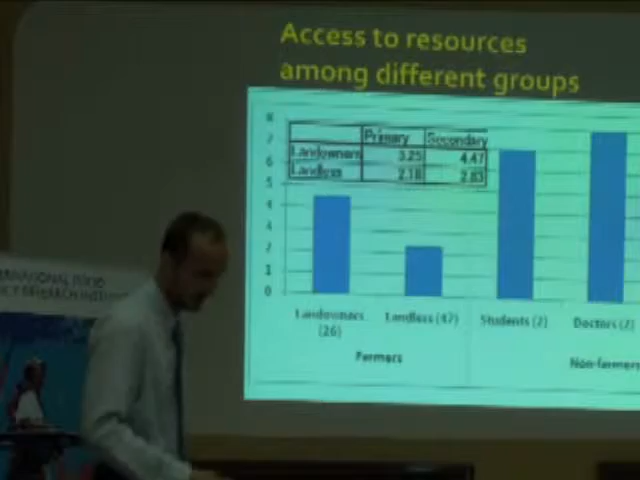 Access to resources
among different groups
8
7
6
5
4
3
2
1
0
Primary Secondary
Landowners 3.25 4.47
Landless 2.18 2.83
Landowners Landless (47) Students (2) Doctors (2)
(26)
Farmers Non-farmers